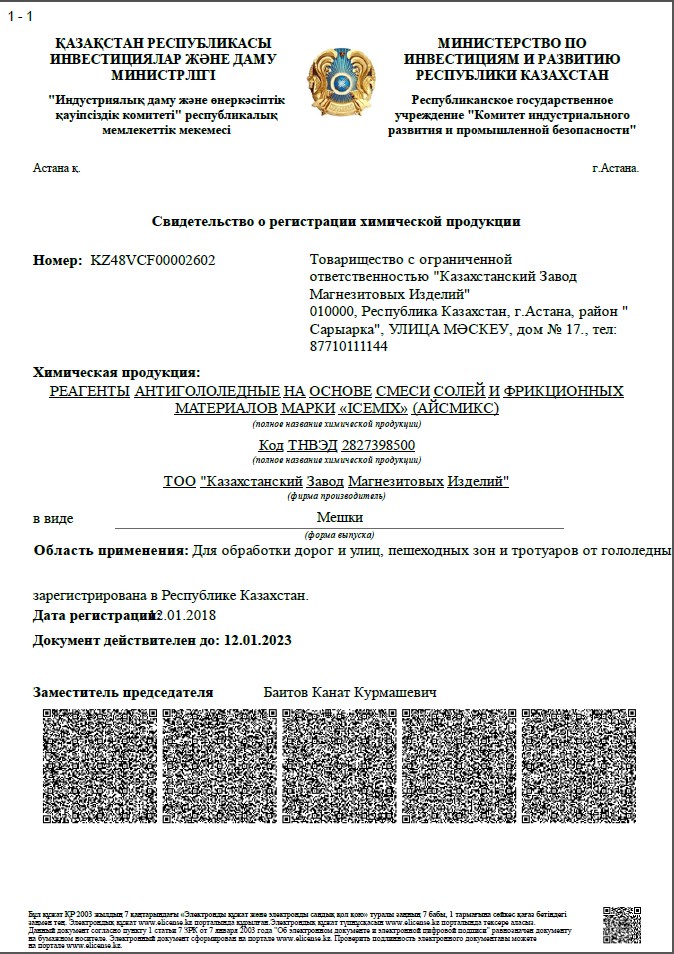 1 - 1
ҚАЗАҚСТАН РЕСПУБЛИКАСЫ
ИНВЕСТИЦИЯЛАР ЖӘНЕ ДАМУ
МИНИСТРЛІГІ
"Индустриялық даму және өнеркәсіптік
қауіпсіздік комитеті" республикалық
мемлекеттік мекемесі
МИНИСТЕРСТВО ПО
ИНВЕСТИЦИЯМ И РАЗВИТИЮ
РЕСПУБЛИКИ КАЗАХСТАН
Республиканское государственное
учреждение "Комитет индустриального
развития и промышленной безопасности"
Астана қ.
г.Астана.
Свидетельство о регистрации химической продукции
Номер: KZ48VCF00002602
Товарищество с ограниченной
ответственностью "Казахстанский Завод
Магнезитовых Изделий"
010000, Республика Казахстан, г.Астана, район "
Сарыарка", УЛИЦА МӘСКЕУ, дом № 17., тел:
87710111144
Химическая продукция:
РЕАГЕНТЫ АНТИГОЛОЛЕДНЫЕ НА ОСНОВЕ СМЕСИ СОЛЕЙ И ФРИКЦИОННЫХ
МАТЕРИАЛОВ МАРКИ «ICEMIX» (АЙСМИКС)
(полное название химической продукции)
Код ТНВЭД 2827398500
(полное название химической продукции)
ТОО "Казахстанский Завод Магнезитовых Изделий"
(фирма производитель)
в виде Мешки
(форма выпуска)
Область применения: Для обработки дорог и улиц, пешеходных зон и тротуаров от гололедны
зарегистрирована в Республике Казахстан.
Дата регистрации: 12.01.2018
Документ действителен до: 12.01.2023
Заместитель председателя Баитов Канат Курмашевич
Бұл құжат ҚР 2003 жылдың 7 қаңтарындағы «Электронды құжат және электронды сандық қол қою» туралы заңның 7 бабы, 1 тармағына сәйкес қағаз бетіндегі
заңмен тең. Электрондық құжат www.elicense.kz порталында құрылған.Электрондық құжат түпнұсқасын www.elicense.kz порталында тексере аласыз.
Данный документ согласно пункту 1 статьи 7 ЗРК от 7 января 2003 года "Об электронном документе и электронной цифровой подписи" равнозначен документу
на бумажном носителе. Электронный документ сформирован на портале www.elicense.kz. Проверить подлинность электронного документа вы можете
на портале www.elicense.kz.